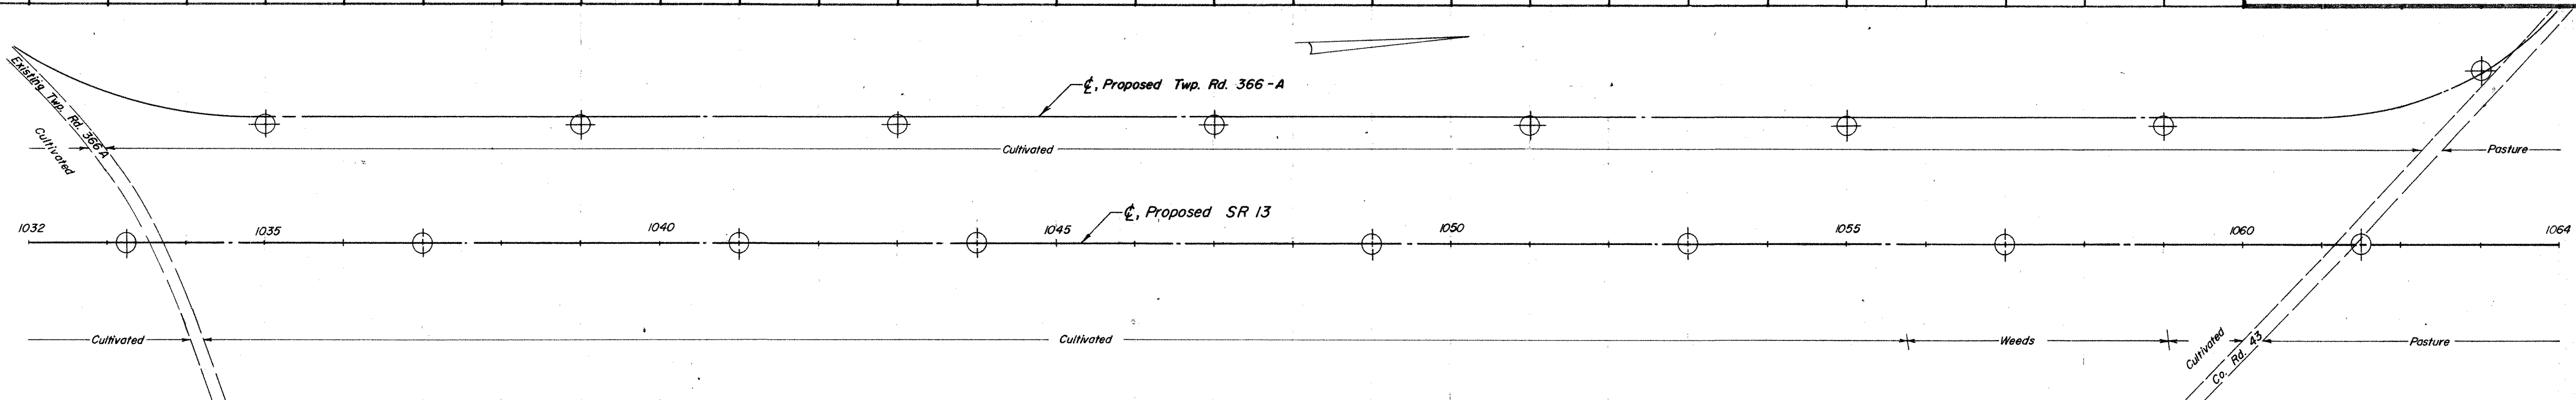 ℄, Proposed Twp. Rd. 366-A
Existing Twp. Rd. 366A
Cultivated
Cultivated
Pasture
℄, Proposed SR 13
1032
1035
1040
1045
1050
1055
1060
1064
Cultivated
Cultivated
Weeds
Cultivated
Co. Rd. 43
Pasture